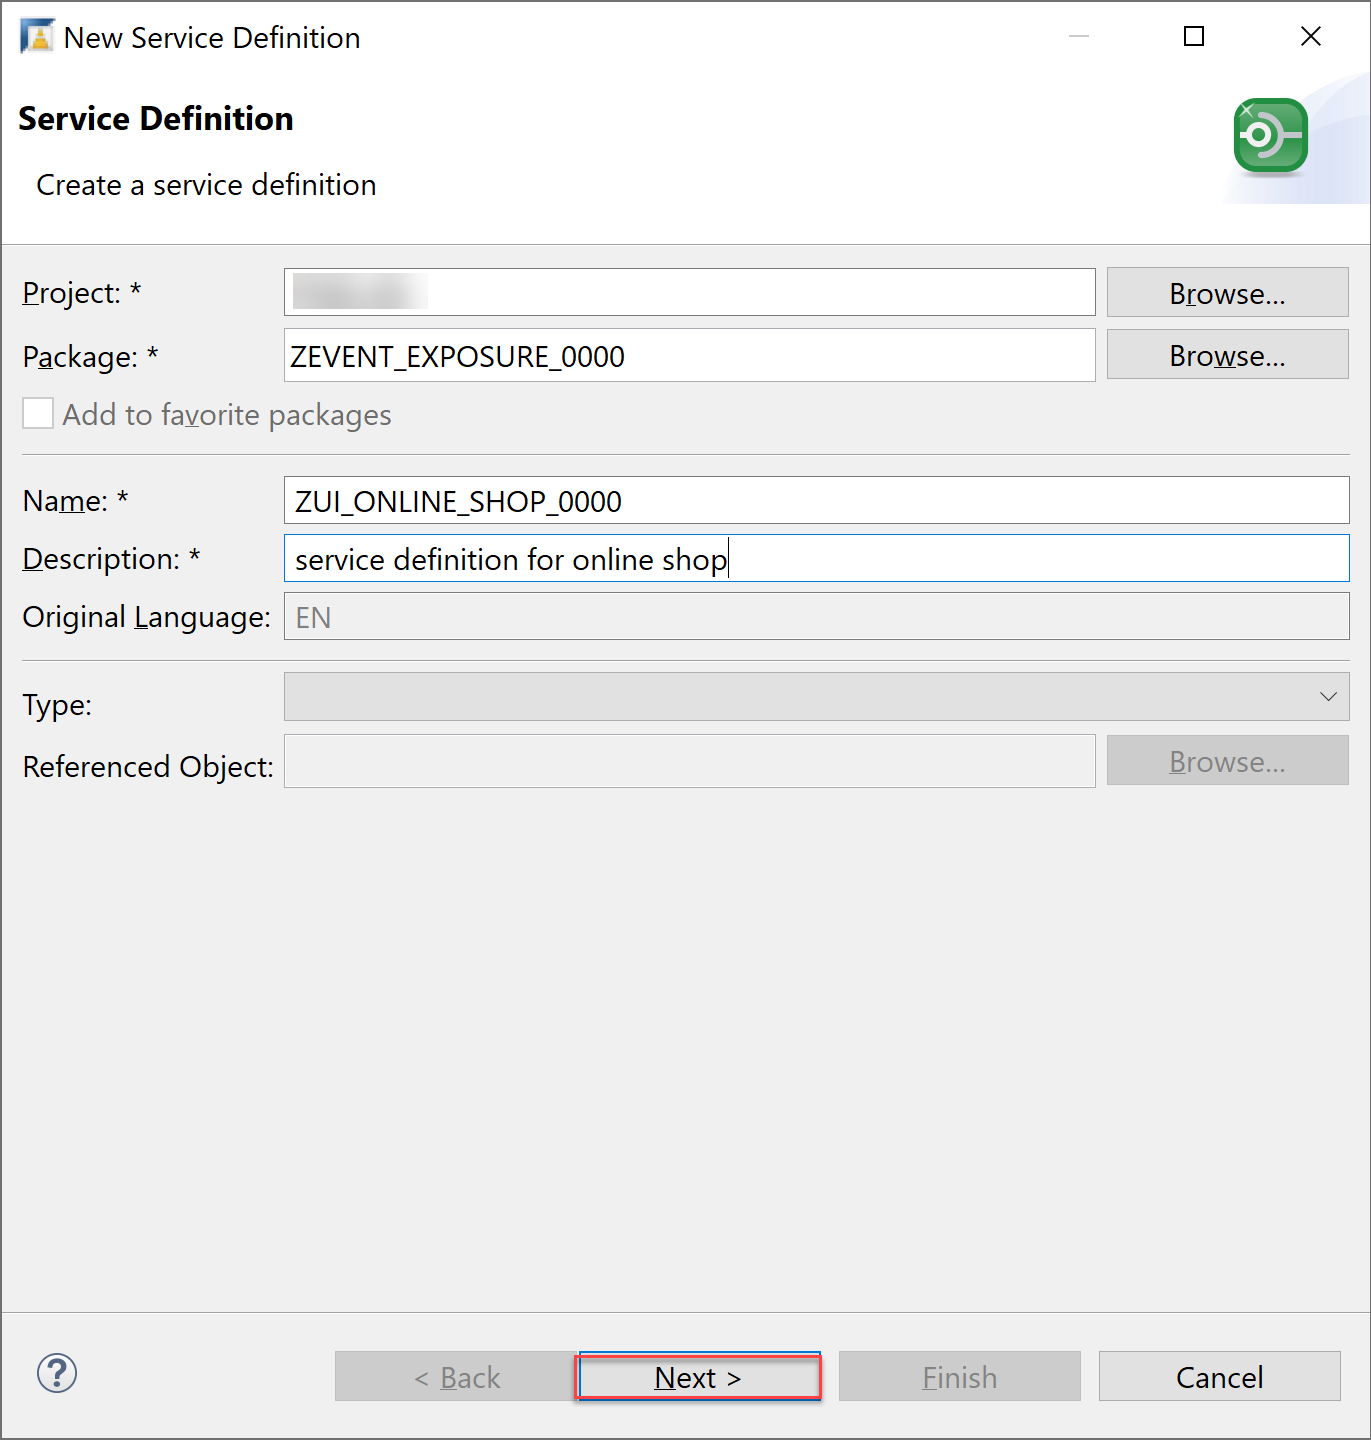 New Service Definition
Service Definition
Create a service definition
Project: *
Browse...
Package: * ZEVENT_EXPOSURE_0000 Browse...
Add to favorite packages
Name: * ZUI_ONLINE_SHOP_0000
Description: * service definition for online shop
Original Language: EN
Type:
Referenced Object: Browse...
? < Back Next > Finish Cancel